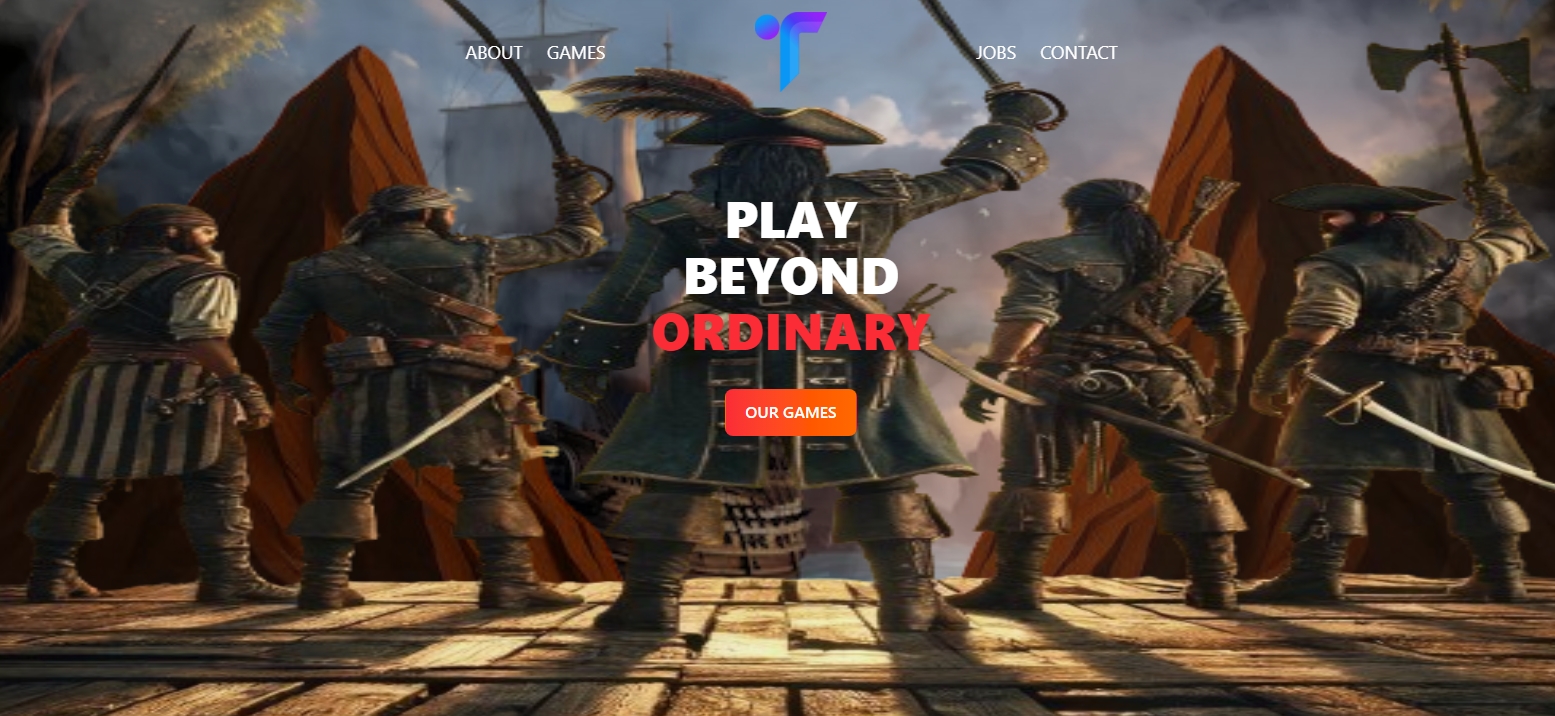 ABOUT GAMES JOBS CONTACT
PLAY
BEYOND
ORDINARY
OUR GAMES